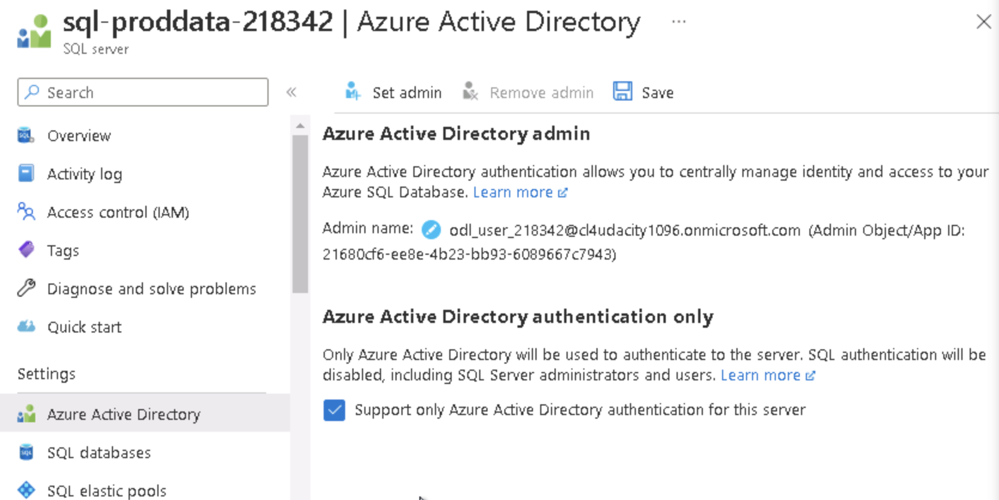 sql-proddata-218342 | Azure Active Directory ...
SQL server
Search
Overview
Activity log
Access control (IAM)
Tags
Diagnose and solve problems
Quick start
Settings
Azure Active Directory
SQL databases
SQL elastic pools
Set admin
Remove admin
Save
Azure Active Directory admin
Azure Active Directory authentication allows you to centrally manage identity and access to your
Azure SQL Database. Learn more
Admin name: odl_user_218342@cl4udacity1096.onmicrosoft.com (Admin Object/App ID:
21680cf6-ee8e-4b23-bb93-6089667c7943)
Azure Active Directory authentication only
Only Azure Active Directory will be used to authenticate to the server. SQL authentication will be
disabled, including SQL Server administrators and users. Learn more
Support only Azure Active Directory authentication for this server